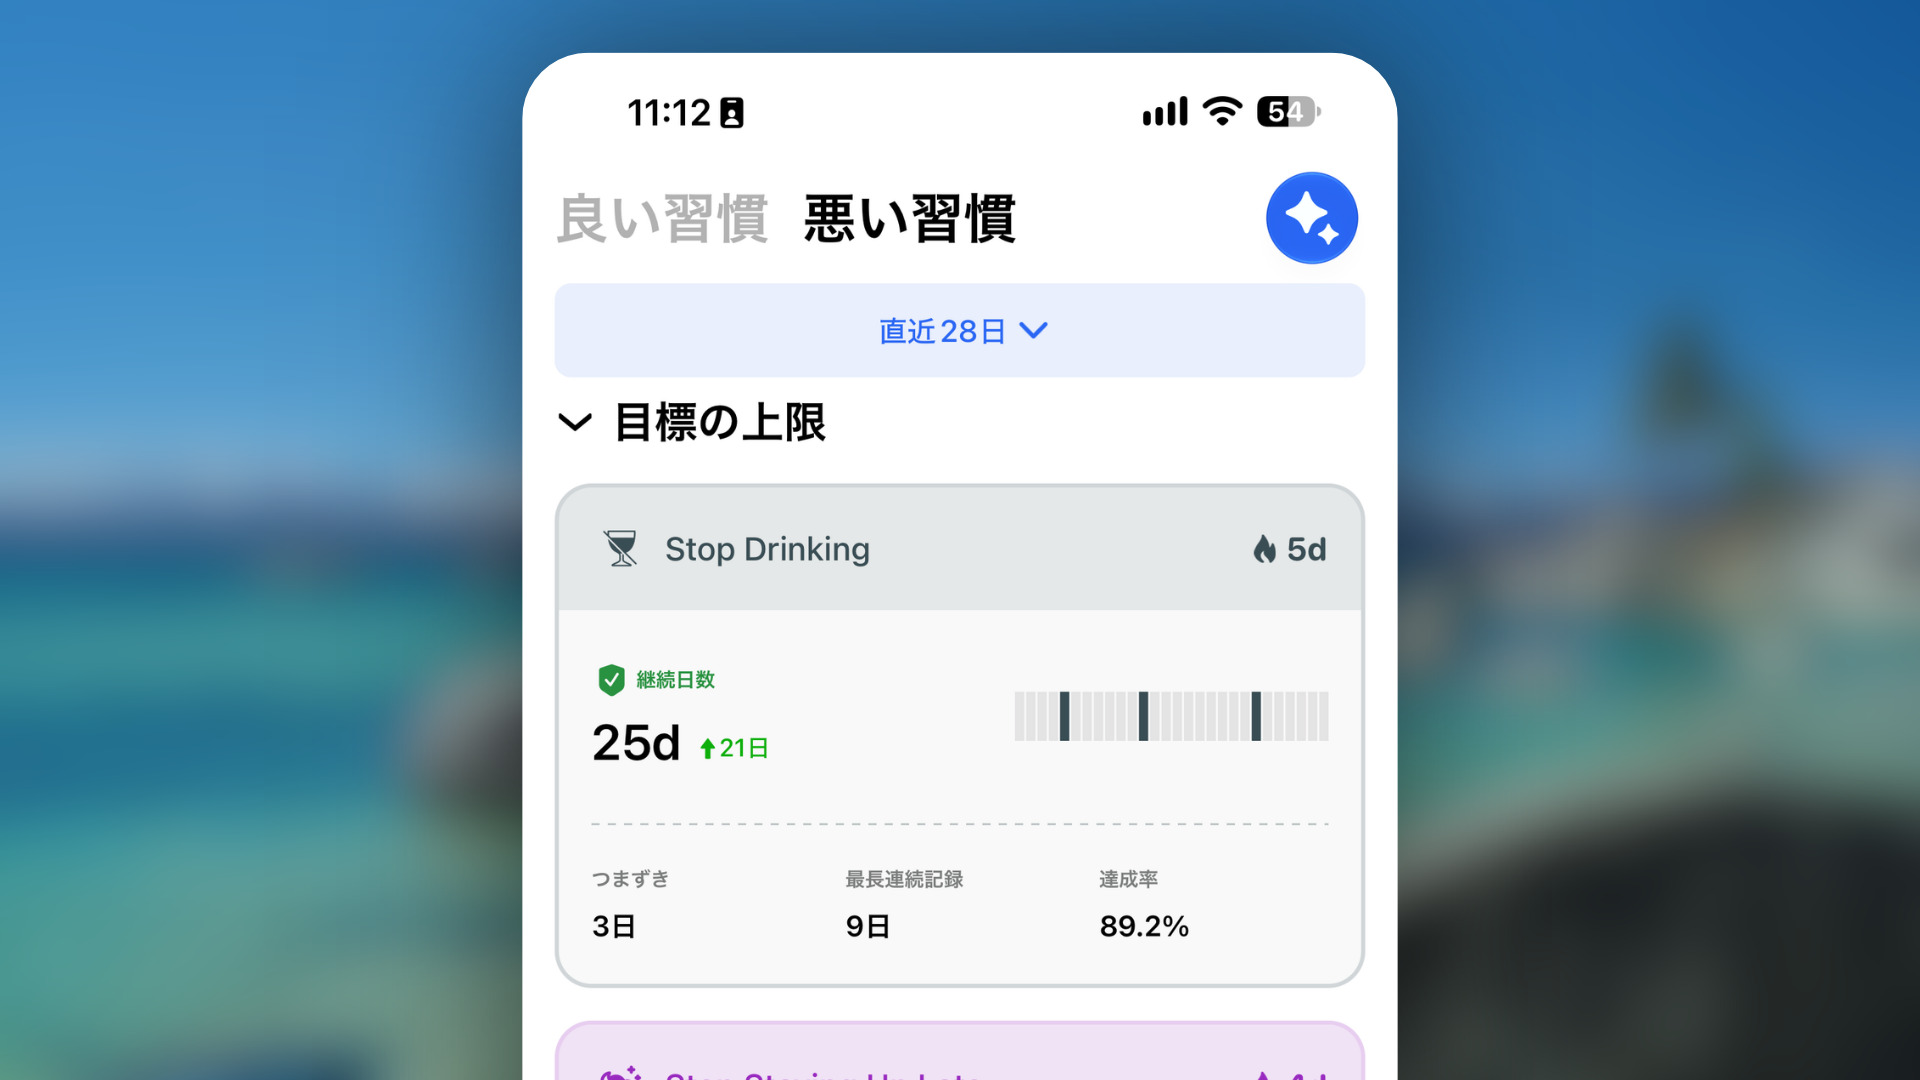 11:12
54
良い習慣 悪い習慣
直近28日
目標の上限
Stop Drinking
5d
継続日数
25d
21日
つまずき
最長連続記録
達成率
3日
9日
89.2%